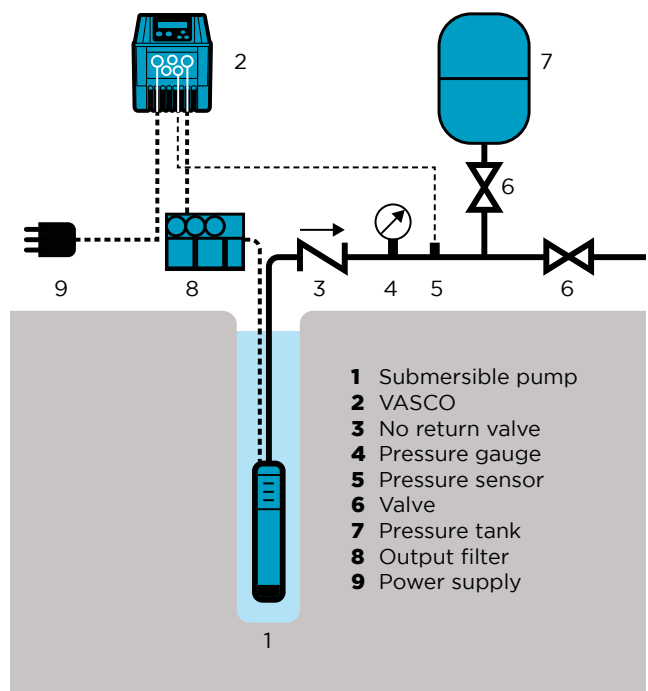 2
7
6
9
8
3
4
5
6
1 Submersible pump
2 VASCO
3 No return valve
4 Pressure gauge
5 Pressure sensor
6 Valve
7 Pressure tank
8 Output filter
9 Power supply
1